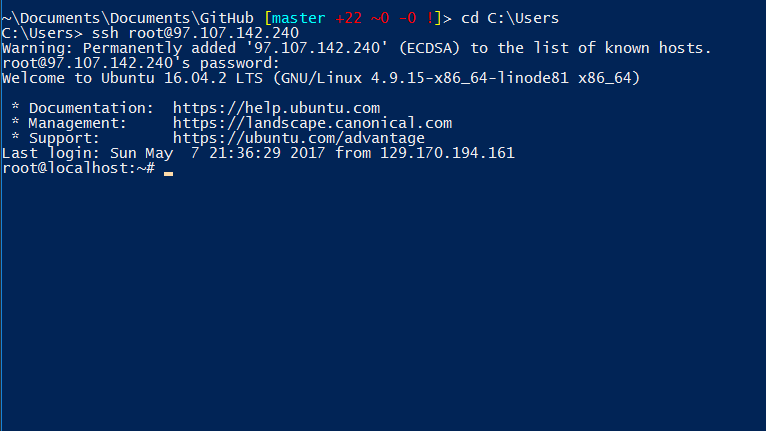 ~\Documents\Documents\GitHub [master +22 ~0 -0 !]> cd C:\Users
C:\Users> ssh root@97.107.142.240
Warning: Permanently added '97.107.142.240' (ECDSA) to the list of known hosts.
root@97.107.142.240's password:
Welcome to Ubuntu 16.04.2 LTS (GNU/Linux 4.9.15-x86_64-linode81 x86_64)

 * Documentation:  https://help.ubuntu.com
 * Management:     https://landscape.canonical.com
 * Support:        https://ubuntu.com/advantage
Last login: Sun May  7 21:36:29 2017 from 129.170.194.161
root@localhost:~#